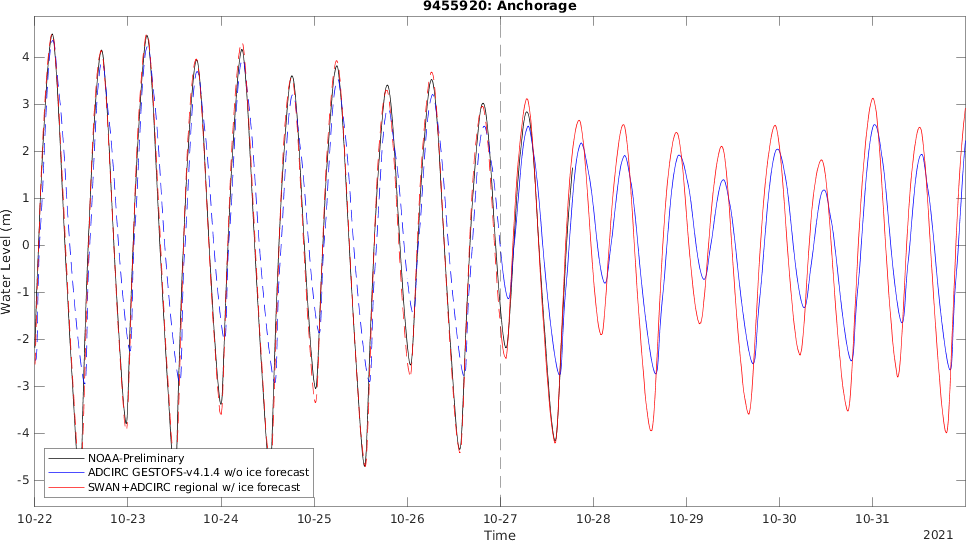 9455920: Anchorage
Water Level (m)
4
3
2
1
0
-1
-2
-3
-4
-5
NOAA-Preliminary
ADCIRC GESTOFS-v4.1.4 w/o ice forecast
SWAN+ADCIRC regional w/ ice forecast
10-22 10-23 10-24 10-25 10-26 10-27 10-28 10-29 10-30 10-31
Time
2021